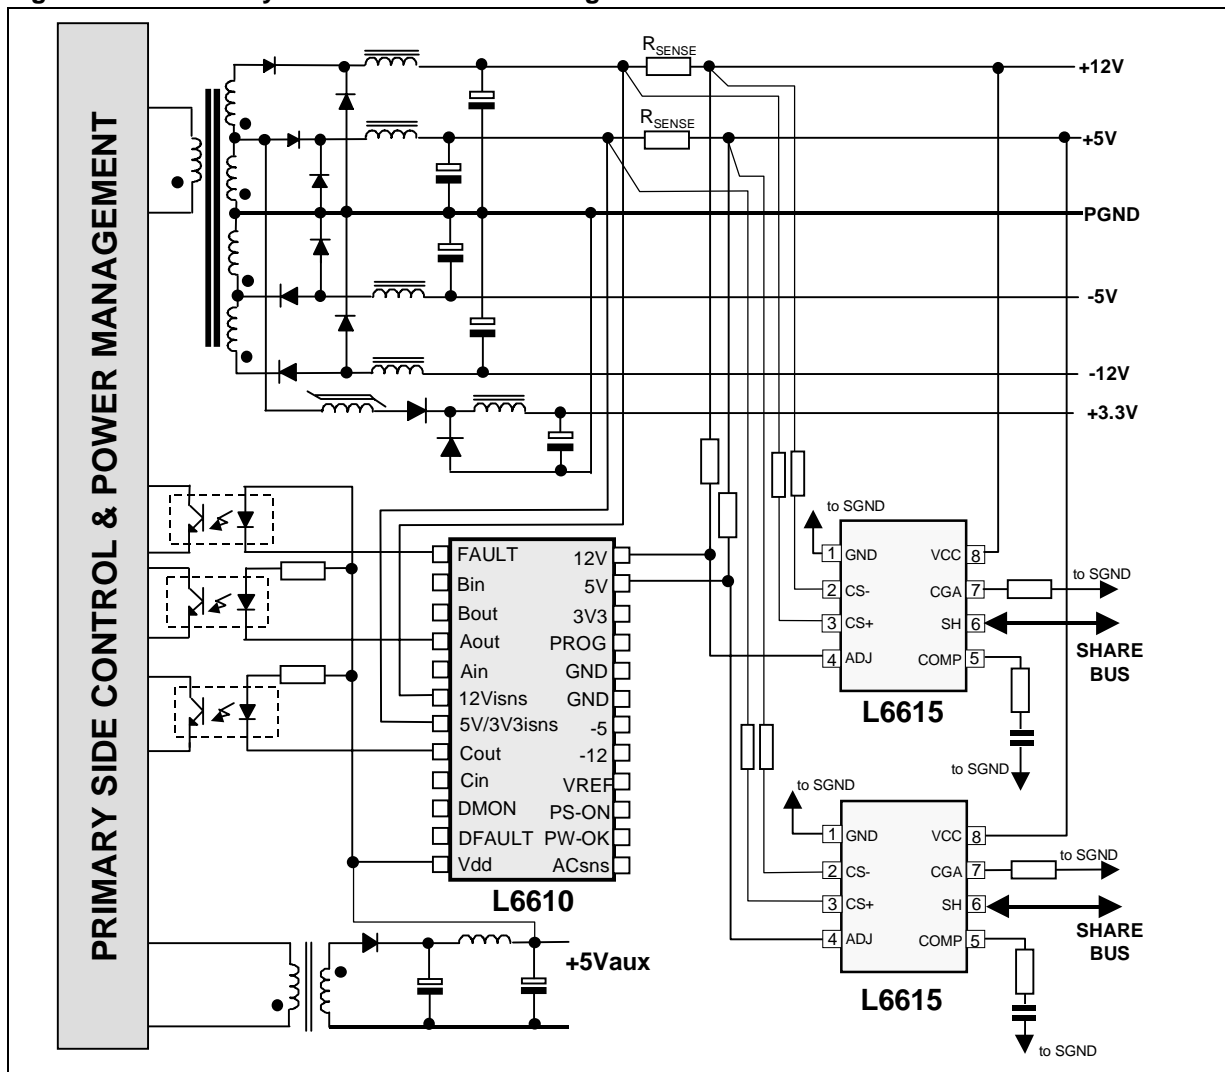 RSENSE
+12V
RSENSE
+5V
PGND
-5V
-12V
+3.3V
PRIMARY SIDE CONTROL & POWER MANAGEMENT
FAULT
Bin
Bout
Aout
Ain
12Visns
5V/3V3isns
Cout
Cin
DMON
DFAULT
Vdd
12V
5V
3V3
PROG
GND
GND
-5
-12
VREF
PS-ON
PW-OK
ACsns
L6610
+5Vaux
to SGND
1 GND
2 CS-
3 CS+
4 ADJ
VCC 8
CGA 7
SH 6
COMP 5
to SGND
SHARE
BUS
L6615
to SGND
to SGND
1 GND
2 CS-
3 CS+
4 ADJ
VCC 8
CGA 7
SH 6
COMP 5
to SGND
SHARE
BUS
L6615
to SGND